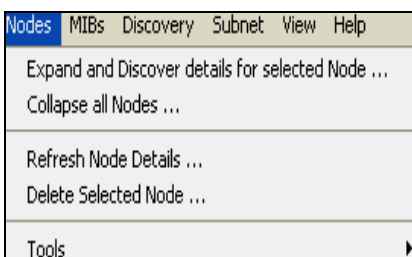 Nodes MIBs Discovery Subnet View Help
Expand and Discover details for selected Node ...
Collapse all Nodes ...
Refresh Node Details ...
Delete Selected Node ...
Tools